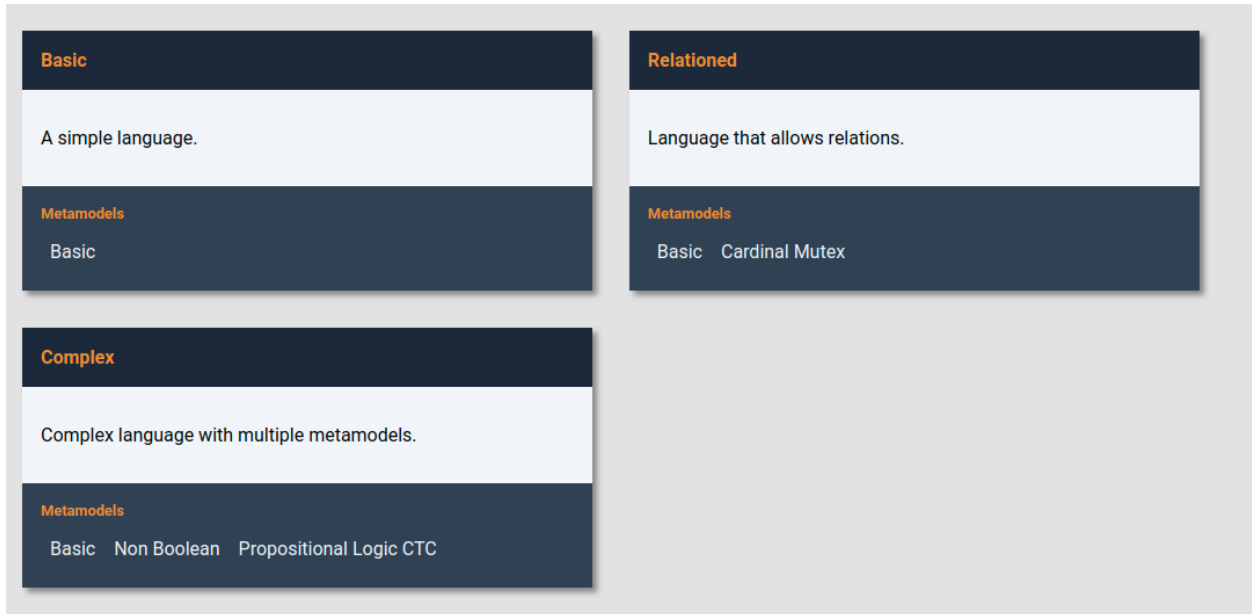 Basic
A simple language.
Metamodels
Basic
Relationed
Language that allows relations.
Metamodels
Basic Cardinal Mutex
Complex
Complex language with multiple metamodels.
Metamodels
Basic Non Boolean Propositional Logic CTC